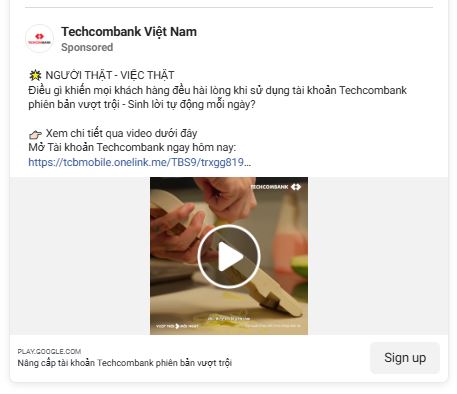 Techcombank Việt Nam
Sponsored
NGƯỜI THẬT - VIỆC THẬT
Điều gì khiến mọi khách hàng đều hài lòng khi sử dụng tài khoản Techcombank
phiên bản vượt trội - Sinh lời tự động mỗi ngày?
Xem chi tiết qua video dưới đây
Mở Tài khoản Techcombank ngay hôm nay:
https://tcbmobile.onelink.me/TBS9/trxgg819...
TECHCOMBANK
VƯỢT TRỘI HƠN MỖI NGÀY
PLAY.GOOGLE.COM
Nâng cấp tài khoản Techcombank phiên bản vượt trội
Sign up